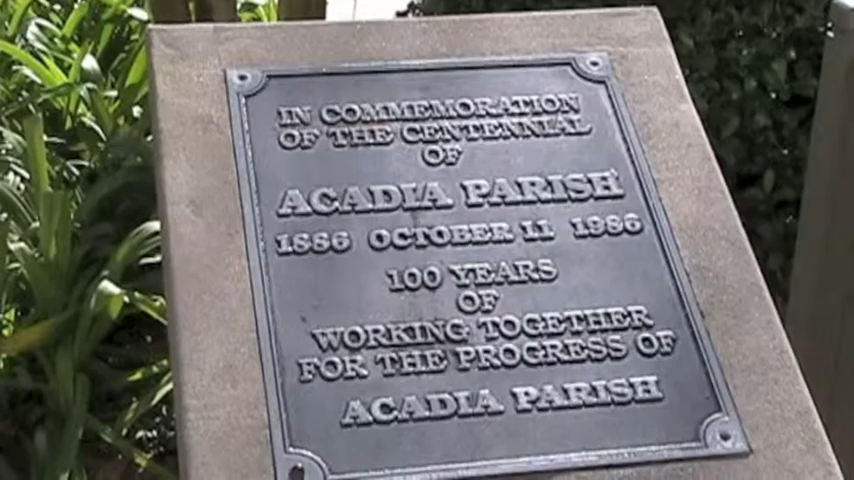 IN COMMEMORATION
OF THE CENTENNIAL
OF
ACADIA PARISH
1886 OCTOBER 11 1986
100 YEARS
OF
WORKING TOGETHER
FOR THE PROGRESS OF
ACADIA PARISH